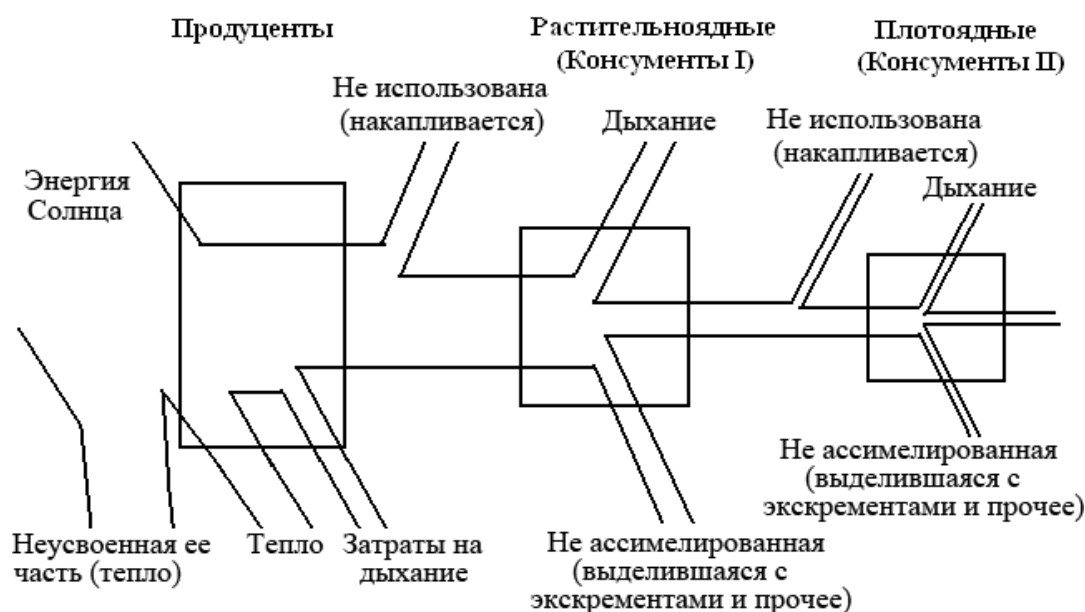 Продуценты
Растительноядные
(Консументы I)
Плотоядные
(Консументы II)
Не использована
(накапливается)
Дыхание
Не использована
(накапливается)
Дыхание
Энергия
Солнца
Неусвоенная ее
часть (тепло)
Тепло
Затраты на
дыхание
Не ассимелированная
(выделившаяся с
экскрементами и прочее)
Не ассимелированная
(выделившаяся с
экскрементами и прочее)